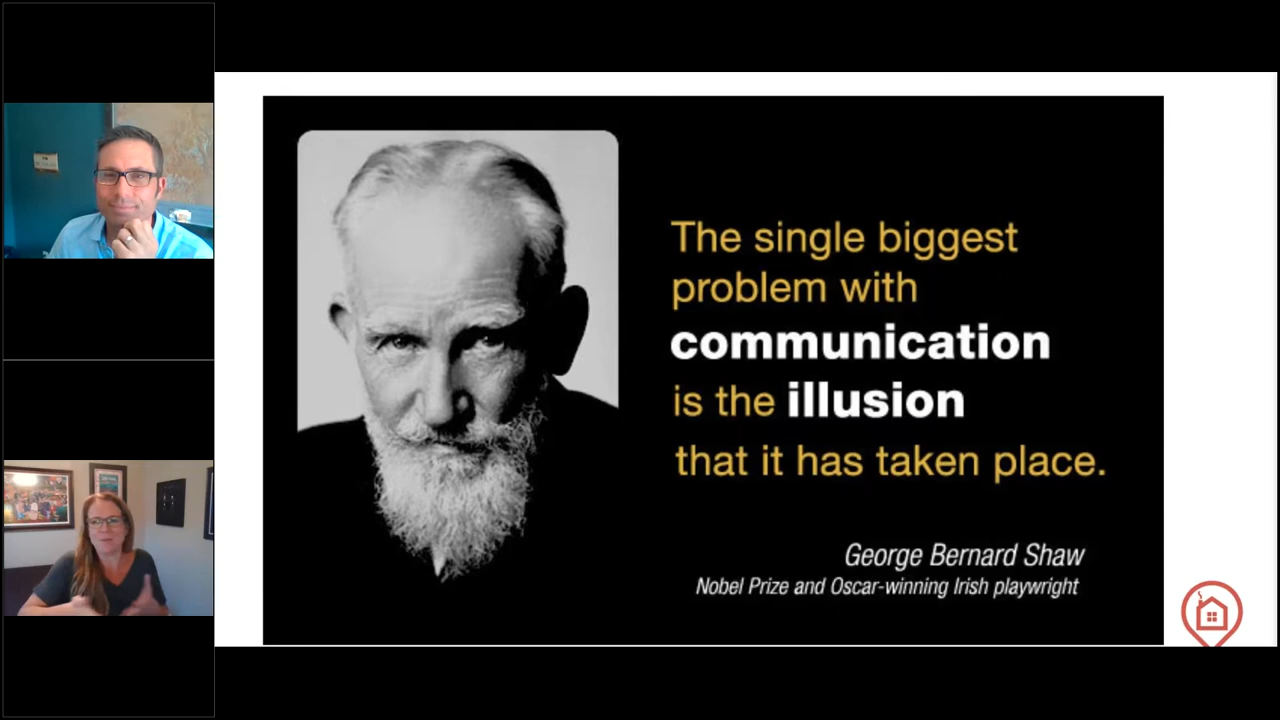 The single biggest
problem with
communication
is the illusion
that it has taken place.
George Bernard Shaw
Nobel Prize and Oscar-winning Irish playwright